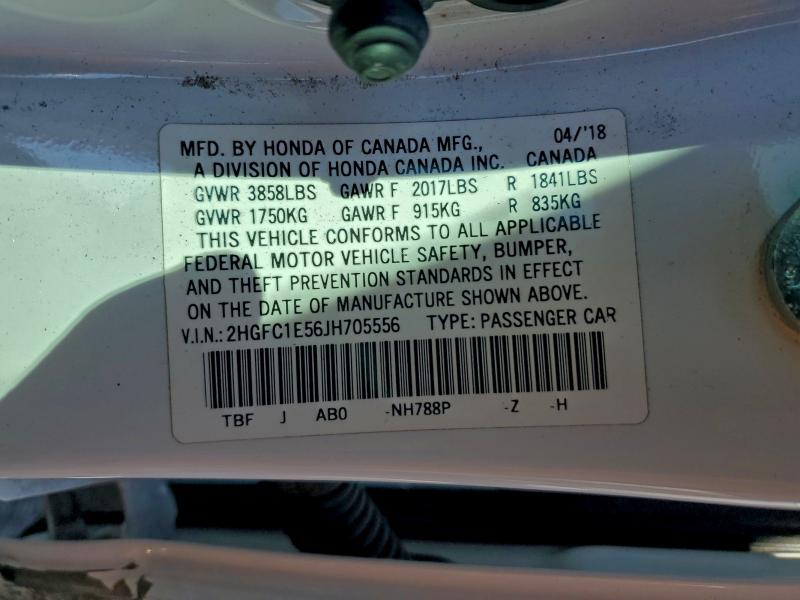 MFD. BY HONDA OF CANADA MFG., 04/'18
A DIVISION OF HONDA CANADA INC. CANADA
GVWR 3858LBS GAWR F 2017LBS R 1841LBS
GVWR 1750KG GAWR F 915KG R 835KG
THIS VEHICLE CONFORMS TO ALL APPLICABLE
FEDERAL MOTOR VEHICLE SAFETY, BUMPER,
AND THEFT PREVENTION STANDARDS IN EFFECT
ON THE DATE OF MANUFACTURE SHOWN ABOVE.
V.I.N.: 2HGFC1E56JH705556 TYPE: PASSENGER CAR
TBF J AB0 -NH788P -Z -H